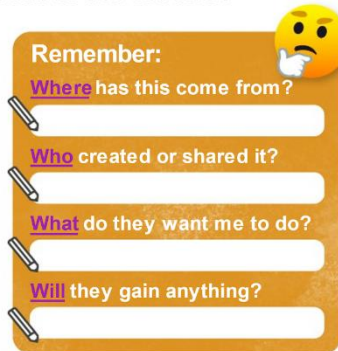 Remember:
Where has this come from?
Who created or shared it?
What do they want me to do?
Will they gain anything?